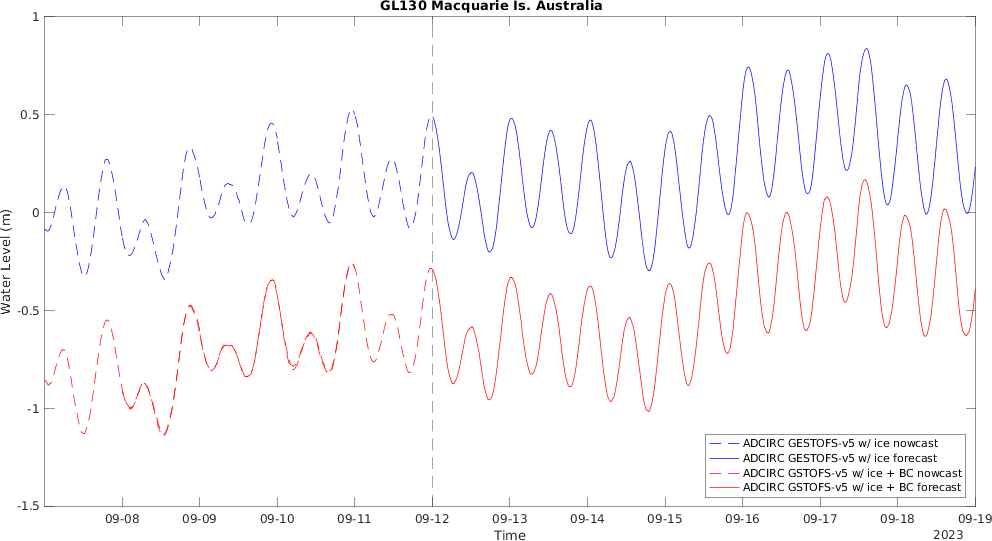 GL130 Macquarie Is. Australia
1
0.5
0
-0.5
-1
-1.5
Water Level (m)
ADCIRC GESTOFS-v5 w/ ice nowcast
ADCIRC GESTOFS-v5 w/ ice forecast
ADCIRC GSTOFS-v5 w/ ice + BC nowcast
ADCIRC GSTOFS-v5 w/ ice + BC forecast
09-08 09-09 09-10 09-11 09-12 09-13 09-14 09-15 09-16 09-17 09-18 09-19
Time
2023